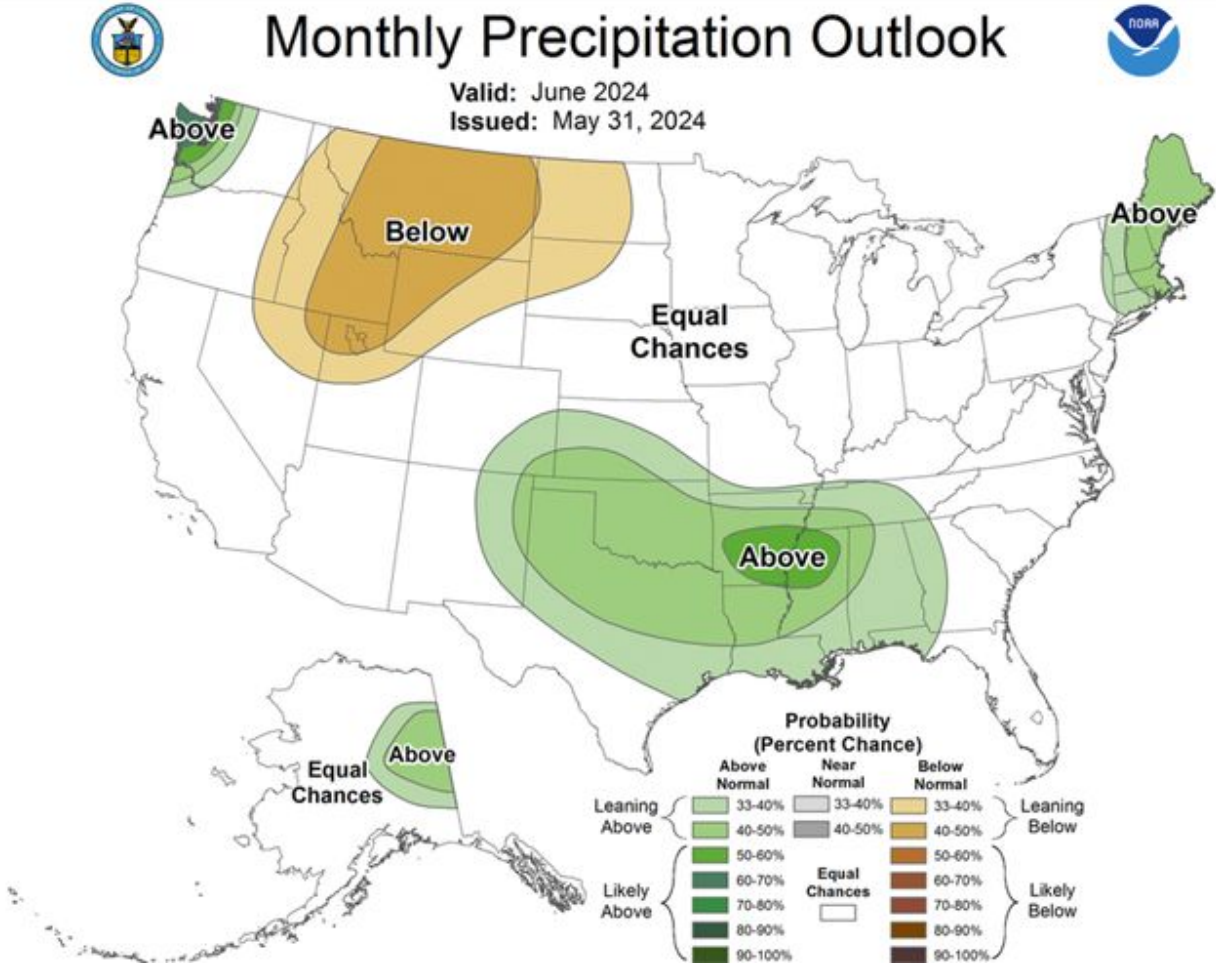 Monthly Precipitation Outlook
NOAA
Valid: June 2024
Issued: May 31, 2024
Above
Below
Above
Equal
Chances
Above
Above
Equal
Chances
Probability
(Percent Chance)
Above
Normal
Near
Normal
Below
Normal
Leaning
Above
33-40%
33-40%
33-40%
Leaning
Below
40-50%
40-50%
40-50%
Likely
Above
50-60%
60-70%
70-80%
80-90%
90-100%
Equal
Chances
50-60%
60-70%
70-80%
80-90%
90-100%
Likely
Below